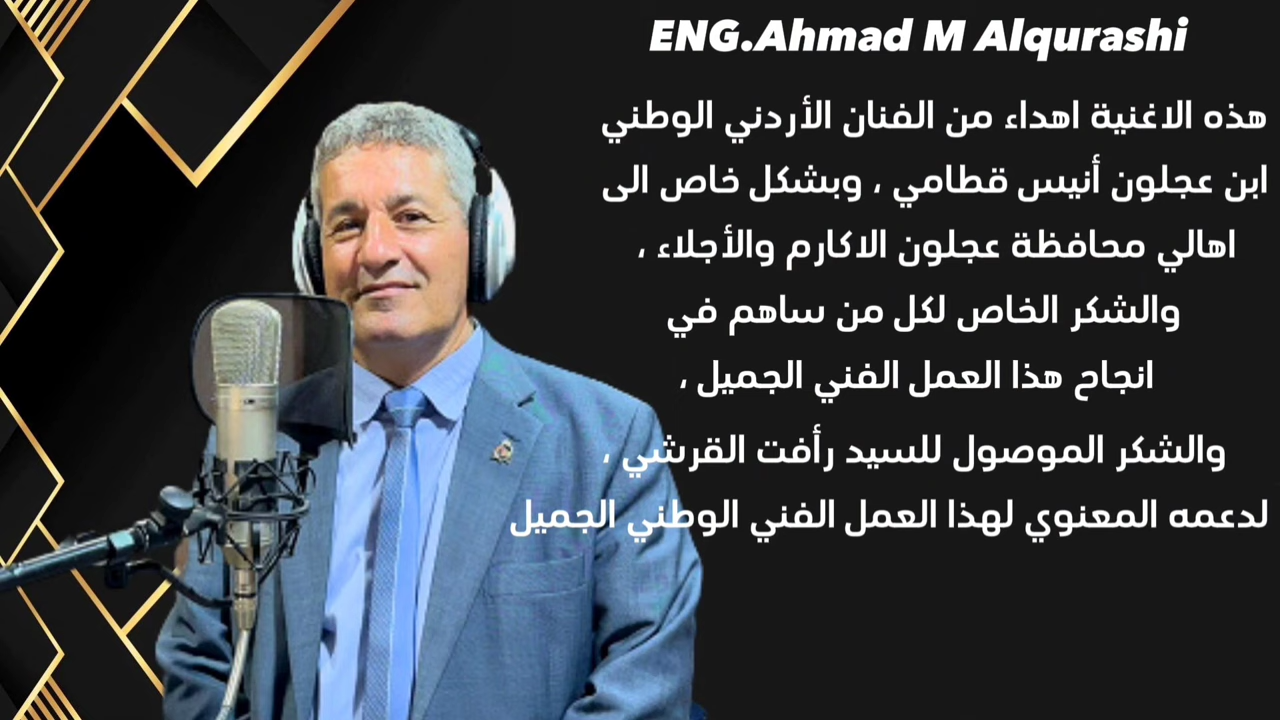 ENG.Ahmad M Alqurashi
هذه الاغنية اهداء من الفنان الأردني الوطني
ابن عجلون أنيس قطامي ، وبشكل خاص الى
اهالي محافظة عجلون الاكارم والأجلاء ،
والشكر الخاص لكل من ساهم في
انجاح هذا العمل الفني الجميل ،
والشكر الموصول للسيد رأفت القرشي ،
لدعمه المعنوي لهذا العمل الفني الوطني الجميل